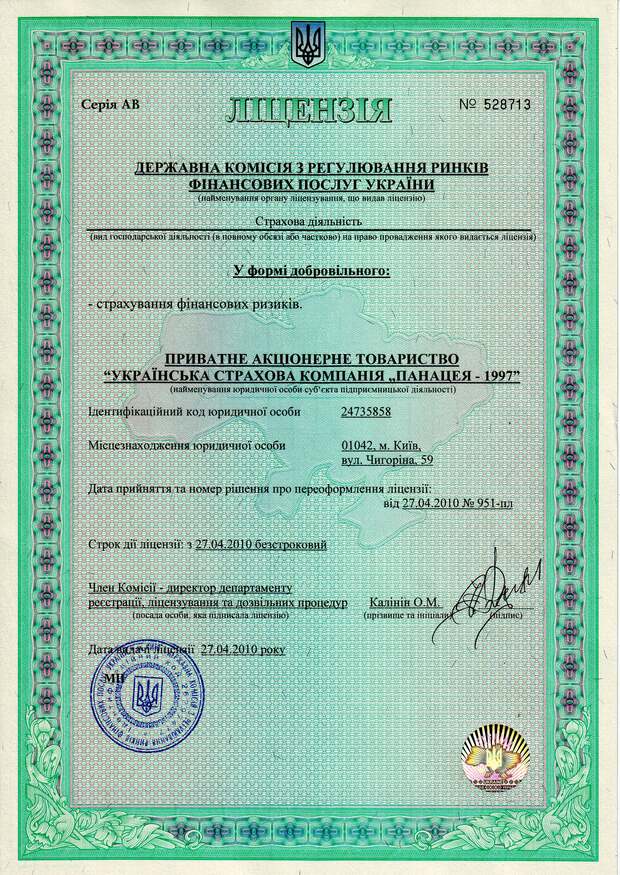 Серія АВ
ЛІЦЕНЗІЯ
№ 528713
ДЕРЖАВНА КОМІСІЯ З РЕГУЛЮВАННЯ РИНКІВ
ФІНАНСОВИХ ПОСЛУГ УКРАЇНИ
(найменування органу ліцензування, що видав ліцензію)
Страхова діяльність
(вид господарської діяльності (в повному обсязі або частково) на право провадження якого видається ліцензія)
У формі добровільного:
- страхування фінансових ризиків.
ПРИВАТНЕ АКЦІОНЕРНЕ ТОВАРИСТВО
“УКРАЇНСЬКА СТРАХОВА КОМПАНІЯ „ПАНАЦЕЯ - 1997”
(найменування юридичної особи суб’єкта підприємницької діяльності)
Ідентифікаційний код юридичної особи 24735858
Місцезнаходження юридичної особи 01042, м. Київ,
вул. Чигоріна, 59
Дата прийняття та номер рішення про переоформлення ліцензії:
від 27.04.2010 № 951-пл
Строк дії ліцензії: з 27.04.2010 безстроковий
Член Комісії - директор департаменту
реєстрації, ліцензування та дозвільних процедур Калінін О.М.
(посада особи, яка підписала ліцензію) (прізвище та ініціали) (підпис)
Дата видачі ліцензії 27.04.2010 року
МП